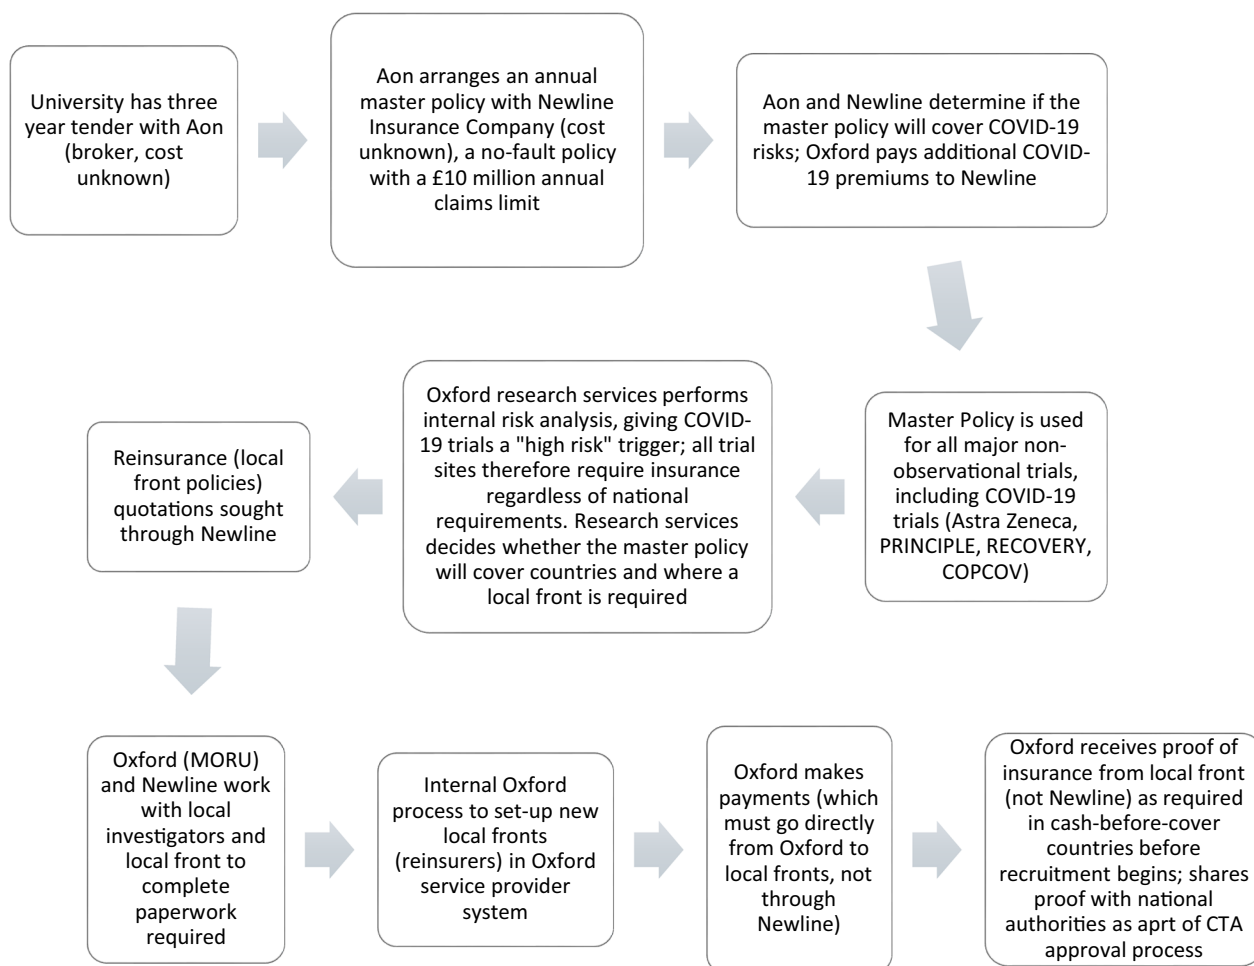 University has three
year tender with Aon
(broker, cost
unknown)
Aon arranges an annual
master policy with Newline
Insurance Company (cost
unknown), a no-fault policy
with a £10 million annual
claims limit
Aon and Newline determine if the
master policy will cover COVID-19
risks; Oxford pays additional COVID-
19 premiums to Newline
Master Policy is used
for all major non-
observational trials,
including COVID-19
trials (Astra Zeneca,
PRINCIPLE, RECOVERY,
COPCOV)
Oxford research services performs
internal risk analysis, giving COVID-
19 trials a "high risk" trigger; all trial
sites therefore require insurance
regardless of national
requirements. Research services
decides whether the master policy
will cover countries and where a
local front is required
Reinsurance (local
front policies)
quotations sought
through Newline
Oxford (MORU)
and Newline work
with local
investigators and
local front to
complete
paperwork
required
Internal Oxford
process to set-up new
local fronts
(reinsurers) in Oxford
service provider
system
Oxford makes
payments (which
must go directly
from Oxford to
local fronts, not
through
Newline)
Oxford receives proof of
insurance from local front
(not Newline) as required
in cash-before-cover
countries before
recruitment begins; shares
proof with national
authorities as aprt of CTA
approval process